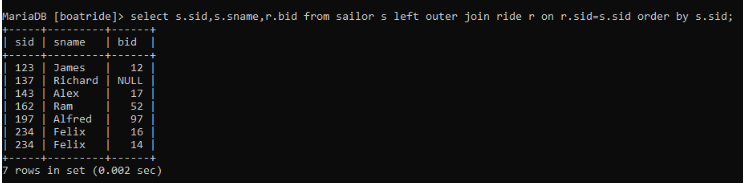 MariaDB [boatride]> select s.sid,s.sname,r.bid from sailor s left outer join ride r on r.sid=s.sid order by s.sid;
+-----+---------+------+
| sid | sname   | bid  |
+-----+---------+------+
| 123 | James   |   12 |
| 137 | Richard | NULL |
| 143 | Alex    |   17 |
| 162 | Ram     |   52 |
| 197 | Alfred  |   97 |
| 234 | Felix   |   16 |
| 234 | Felix   |   14 |
+-----+---------+------+
7 rows in set (0.002 sec)